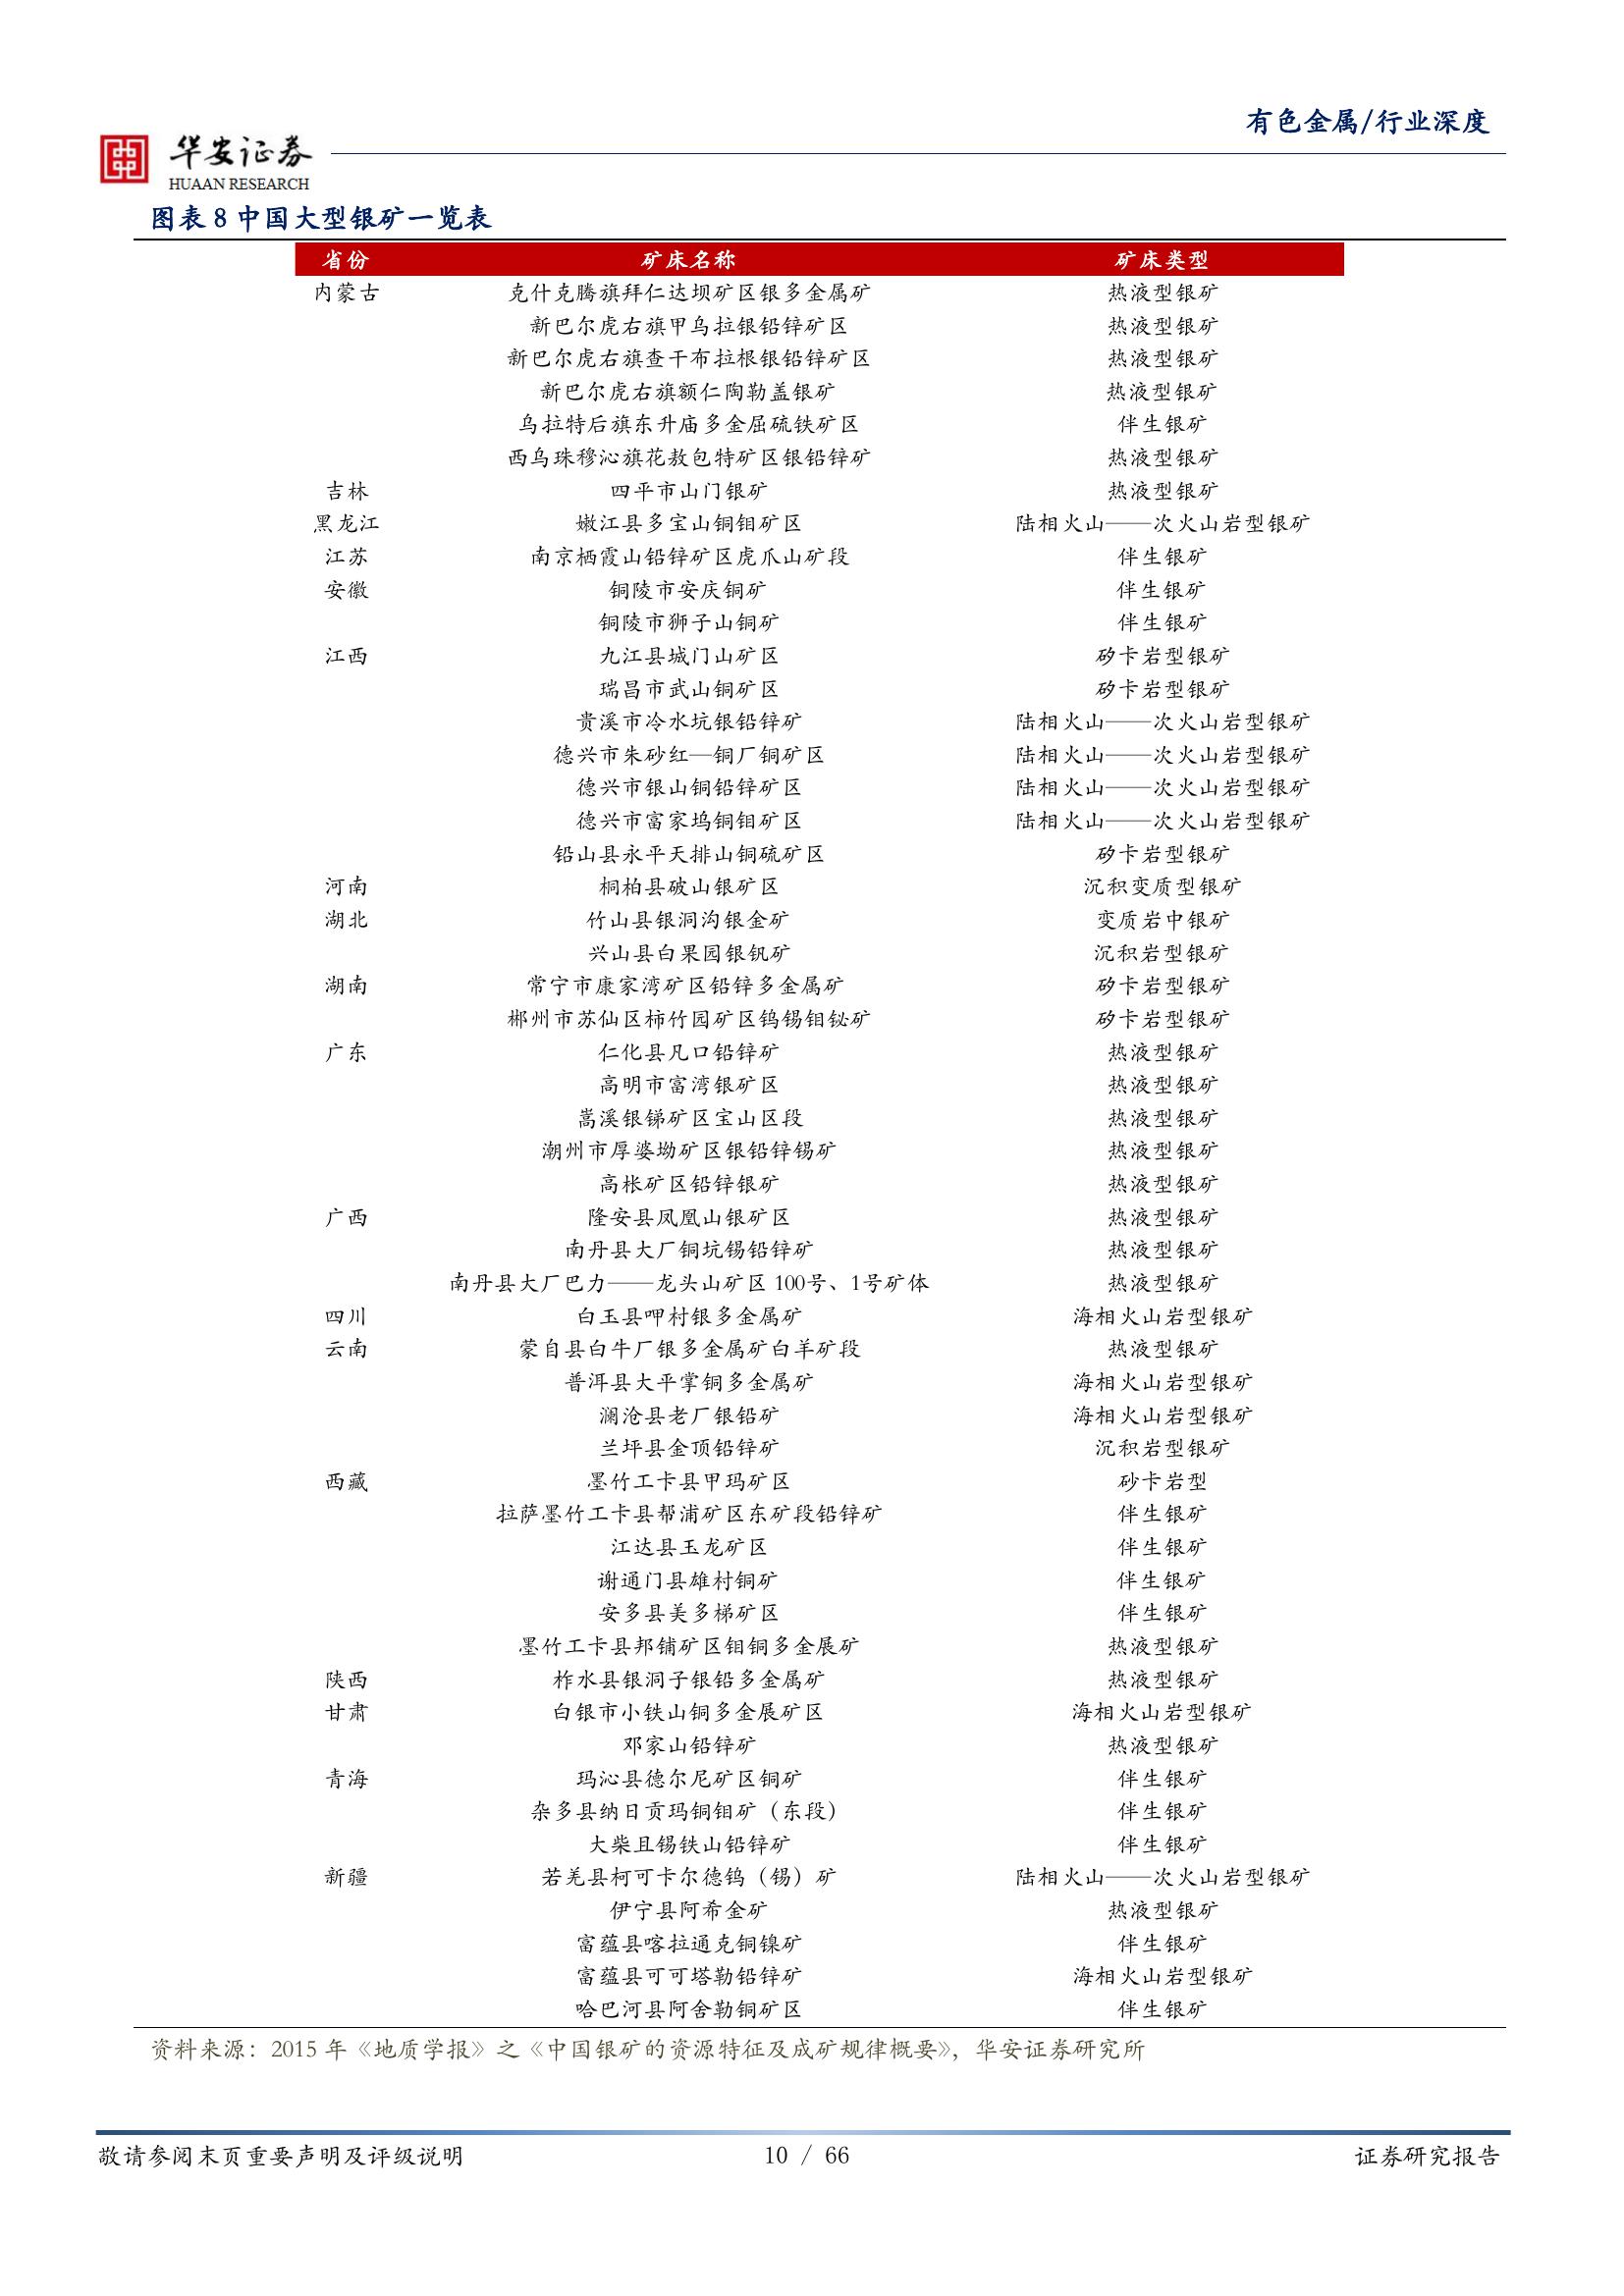 有色金属/行业深度
华安证券
HUAAN RESEARCH
图表 8 中国大型银矿一览表
省份 矿床名称 矿床类型
内蒙古 克什克腾旗拜仁达坝矿区银多金属矿 热液型银矿
新巴尔虎右旗甲乌拉银铅锌矿区 热液型银矿
新巴尔虎右旗查干布拉根银铅锌矿区 热液型银矿
新巴尔虎右旗额仁陶勒盖银矿 热液型银矿
乌拉特后旗东升庙多金屈硫铁矿区 伴生银矿
西乌珠穆沁旗花敖包特矿区银铅锌矿 热液型银矿
吉林 四平市山门银矿 热液型银矿
黑龙江 嫩江县多宝山铜钼矿区 陆相火山——次火山岩型银矿
江苏 南京栖霞山铅锌矿区虎爪山矿段 伴生银矿
安徽 铜陵市安庆铜矿 伴生银矿
铜陵市狮子山铜矿 伴生银矿
江西 九江县城门山矿区 矽卡岩型银矿
瑞昌市武山铜矿区 矽卡岩型银矿
贵溪市冷水坑银铅锌矿 陆相火山——次火山岩型银矿
德兴市朱砂红—铜厂铜矿区 陆相火山——次火山岩型银矿
德兴市银山铜铅锌矿区 陆相火山——次火山岩型银矿
德兴市富家坞铜钼矿区 陆相火山——次火山岩型银矿
铅山县永平天排山铜硫矿区 矽卡岩型银矿
河南 桐柏县破山银矿区 沉积变质型银矿
湖北 竹山县银洞沟银金矿 变质岩中银矿
兴山县白果园银钒矿 沉积岩型银矿
湖南 常宁市康家湾矿区铅锌多金属矿 矽卡岩型银矿
郴州市苏仙区柿竹园矿区钨锡钼铋矿 矽卡岩型银矿
广东 仁化县凡口铅锌矿 热液型银矿
高明市富湾银矿区 热液型银矿
嵩溪银锑矿区宝山区段 热液型银矿
潮州市厚婆坳矿区银铅锌锡矿 热液型银矿
高枨矿区铅锌银矿 热液型银矿
广西 隆安县凤凰山银矿区 热液型银矿
南丹县大厂铜坑锡铅锌矿 热液型银矿
南丹县大厂巴力——龙头山矿区 100号、1号矿体 热液型银矿
四川 白玉县呷村银多金属矿 海相火山岩型银矿
云南 蒙自县白牛厂银多金属矿白羊矿段 热液型银矿
普洱县大平掌铜多金属矿 海相火山岩型银矿
澜沧县老厂银铅矿 海相火山岩型银矿
兰坪县金顶铅锌矿 沉积岩型银矿
西藏 墨竹工卡县甲玛矿区 砂卡岩型
拉萨墨竹工卡县帮浦矿区东矿段铅锌矿 伴生银矿
江达县玉龙矿区 伴生银矿
谢通门县雄村铜矿 伴生银矿
安多县美多梯矿区 伴生银矿
墨竹工卡县邦铺矿区钼铜多金展矿 热液型银矿
陕西 柞水县银洞子银铅多金属矿 热液型银矿
甘肃 白银市小铁山铜多金展矿区 海相火山岩型银矿
邓家山铅锌矿 热液型银矿
青海 玛沁县德尔尼矿区铜矿 伴生银矿
杂多县纳日贡玛铜钼矿（东段） 伴生银矿
大柴且锡铁山铅锌矿 伴生银矿
新疆 若羌县柯可卡尔德钨（锡）矿 陆相火山——次火山岩型银矿
伊宁县阿希金矿 热液型银矿
富蕴县喀拉通克铜镍矿 伴生银矿
富蕴县可可塔勒铅锌矿 海相火山岩型银矿
哈巴河县阿舍勒铜矿区 伴生银矿
资料来源：2015 年《地质学报》之《中国银矿的资源特征及成矿规律概要》，华安证券研究所
敬请参阅末页重要声明及评级说明 10 / 66 证券研究报告